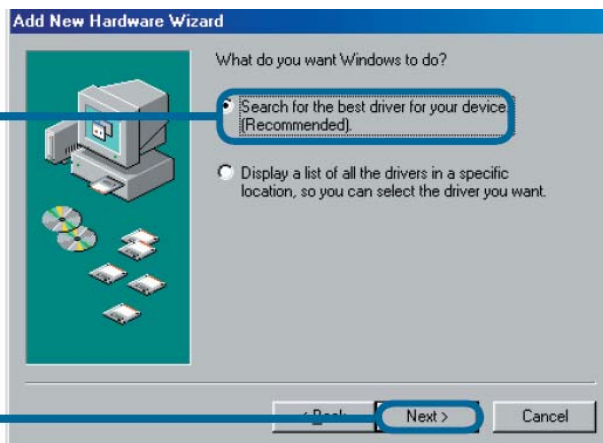 Add New Hardware Wizard
What do you want Windows to do?
Search for the best driver for your device.
(Recommended).
Display a list of all the drivers in a specific
location, so you can select the driver you want.
Next >
Cancel